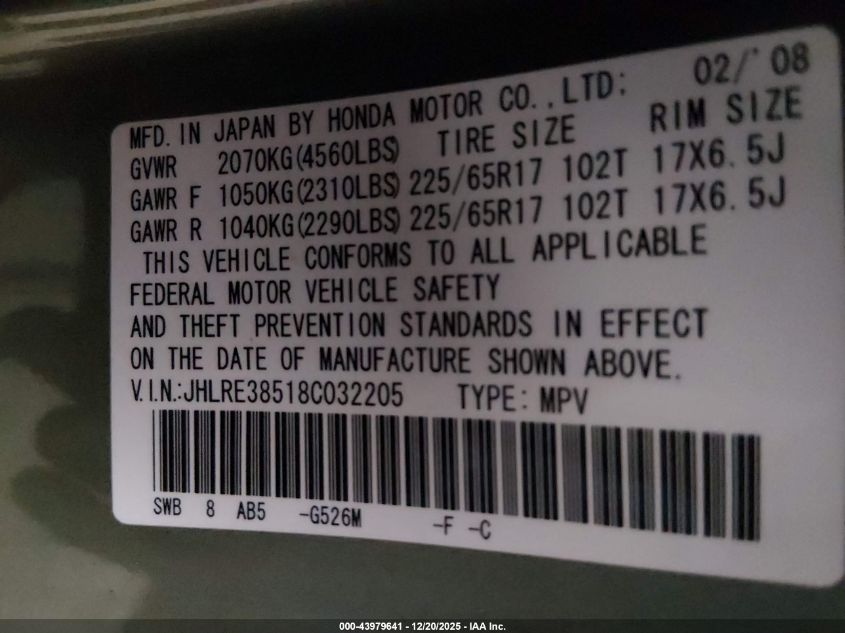 MFD. IN JAPAN BY HONDA MOTOR CO., LTD: 02/'08
GVWR 2070KG(4560LBS) TIRE SIZE RIM SIZE
GAWR F 1050KG(2310LBS) 225/65R17 102T 17X6.5J
GAWR R 1040KG(2290LBS) 225/65R17 102T 17X6.5J
THIS VEHICLE CONFORMS TO ALL APPLICABLE
FEDERAL MOTOR VEHICLE SAFETY
AND THEFT PREVENTION STANDARDS IN EFFECT
ON THE DATE OF MANUFACTURE SHOWN ABOVE.
V.I.N.:JHLRE38518C032205 TYPE: MPV
SWB 8 AB5 -G526M -F -C
000-43979641 - 12/20/2025 - IAA Inc.